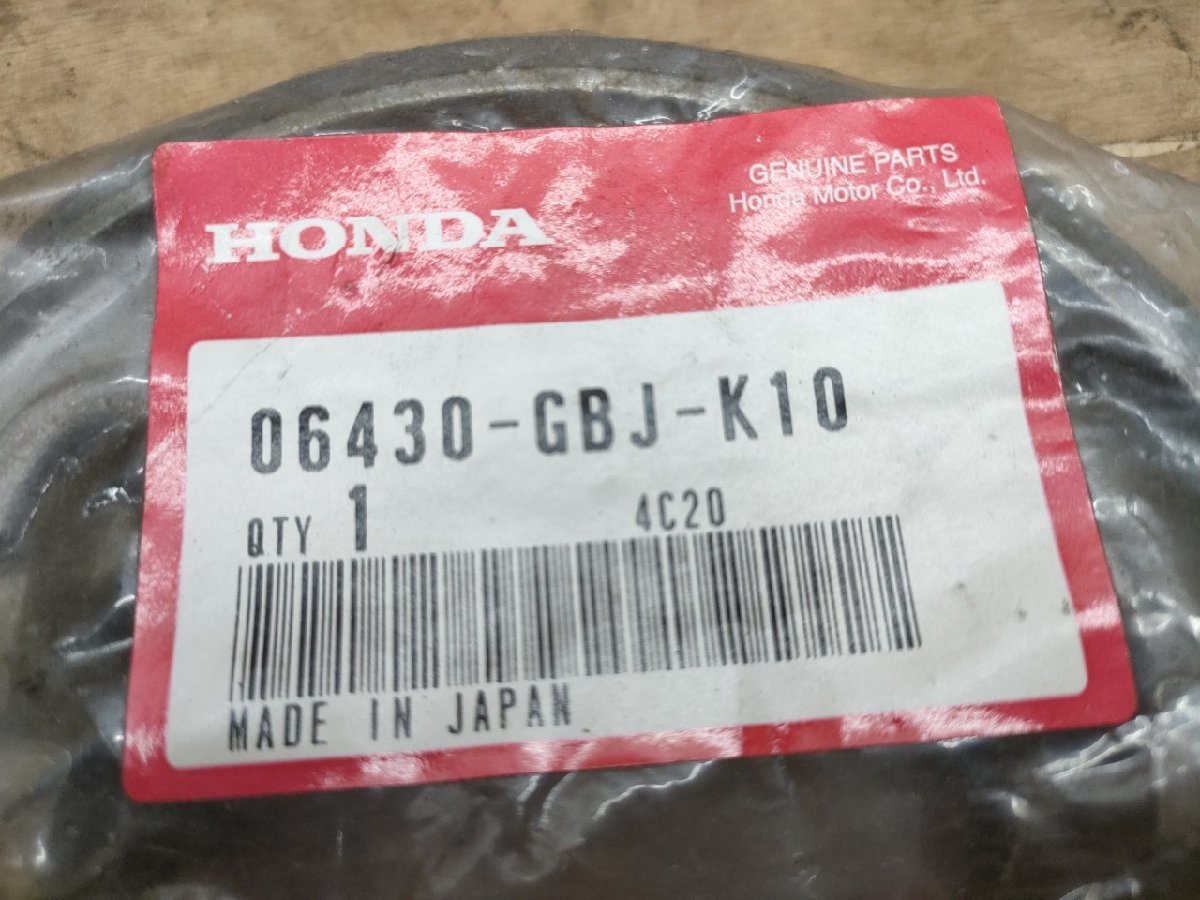 GENUINE PARTS
Honda Motor Co., Ltd.
HONDA
06430-GBJ-K10
QTY 1 4C20
MADE IN JAPAN